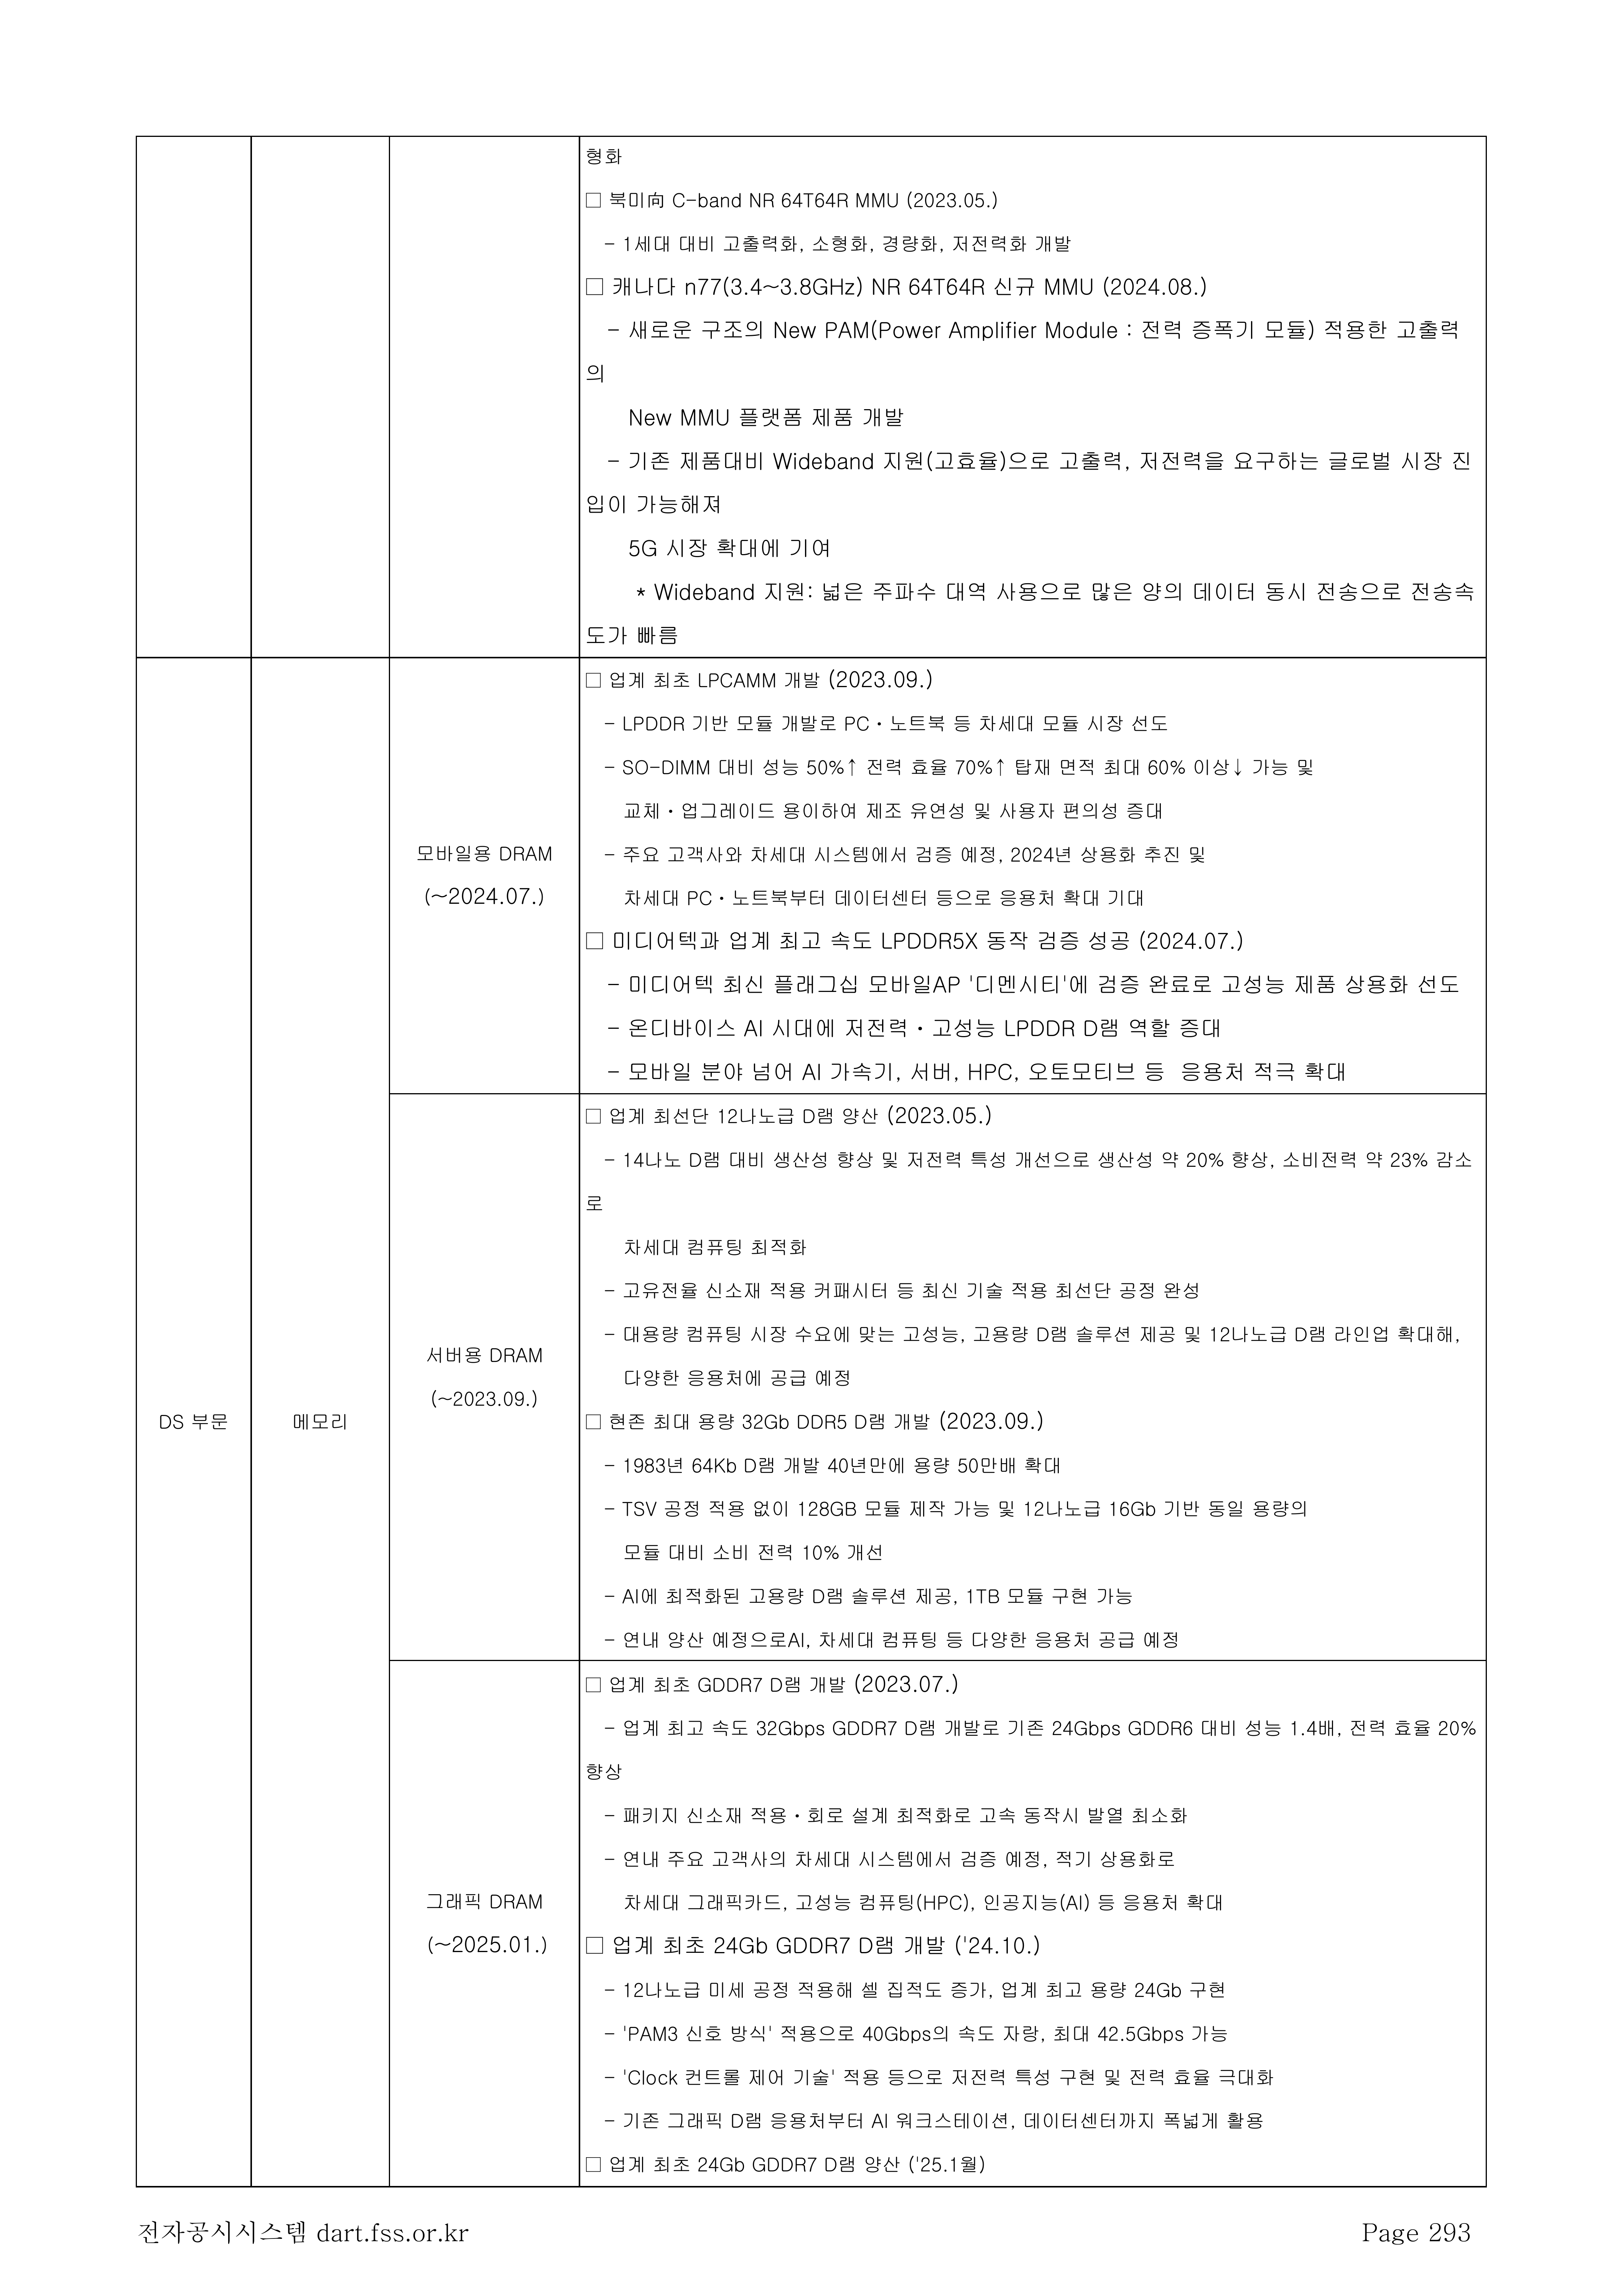 형화
□ 북미向 C-band NR 64T64R MMU (2023.05.)
- 1세대 대비 고출력화, 소형화, 경량화, 저전력화 개발
□ 캐나다 n77(3.4~3.8GHz) NR 64T64R 신규 MMU (2024.08.)
- 새로운 구조의 New PAM(Power Amplifier Module : 전력 증폭기 모듈) 적용한 고출력
의
New MMU 플랫폼 제품 개발
- 기존 제품대비 Wideband 지원(고효율)으로 고출력, 저전력을 요구하는 글로벌 시장 진
입이 가능해져
5G 시장 확대에 기여
* Wideband 지원: 넓은 주파수 대역 사용으로 많은 양의 데이터 동시 전송으로 전송속
도가 빠름
DS 부문
메모리
모바일용 DRAM
(~2024.07.)
□ 업계 최초 LPCAMM 개발 (2023.09.)
- LPDDR 기반 모듈 개발로 PC·노트북 등 차세대 모듈 시장 선도
- SO-DIMM 대비 성능 50%↑ 전력 효율 70%↑ 탑재 면적 최대 60% 이상↓ 가능 및
교체·업그레이드 용이하여 제조 유연성 및 사용자 편의성 증대
- 주요 고객사와 차세대 시스템에서 검증 예정, 2024년 상용화 추진 및
차세대 PC·노트북부터 데이터센터 등으로 응용처 확대 기대
□ 미디어텍과 업계 최고 속도 LPDDR5X 동작 검증 성공 (2024.07.)
- 미디어텍 최신 플래그십 모바일AP '디멘시티'에 검증 완료로 고성능 제품 상용화 선도
- 온디바이스 AI 시대에 저전력·고성능 LPDDR D램 역할 증대
- 모바일 분야 넘어 AI 가속기, 서버, HPC, 오토모티브 등  응용처 적극 확대
서버용 DRAM
(~2023.09.)
□ 업계 최선단 12나노급 D램 양산 (2023.05.)
- 14나노 D램 대비 생산성 향상 및 저전력 특성 개선으로 생산성 약 20% 향상, 소비전력 약 23% 감소
로
차세대 컴퓨팅 최적화
- 고유전율 신소재 적용 커패시터 등 최신 기술 적용 최선단 공정 완성
- 대용량 컴퓨팅 시장 수요에 맞는 고성능, 고용량 D램 솔루션 제공 및 12나노급 D램 라인업 확대해,
다양한 응용처에 공급 예정
□ 현존 최대 용량 32Gb DDR5 D램 개발 (2023.09.)
- 1983년 64Kb D램 개발 40년만에 용량 50만배 확대
- TSV 공정 적용 없이 128GB 모듈 제작 가능 및 12나노급 16Gb 기반 동일 용량의
모듈 대비 소비 전력 10% 개선
- AI에 최적화된 고용량 D램 솔루션 제공, 1TB 모듈 구현 가능
- 연내 양산 예정으로AI, 차세대 컴퓨팅 등 다양한 응용처 공급 예정
그래픽 DRAM
(~2025.01.)
□ 업계 최초 GDDR7 D램 개발 (2023.07.)
- 업계 최고 속도 32Gbps GDDR7 D램 개발로 기존 24Gbps GDDR6 대비 성능 1.4배, 전력 효율 20%
향상
- 패키지 신소재 적용·회로 설계 최적화로 고속 동작시 발열 최소화
- 연내 주요 고객사의 차세대 시스템에서 검증 예정, 적기 상용화로
차세대 그래픽카드, 고성능 컴퓨팅(HPC), 인공지능(AI) 등 응용처 확대
□ 업계 최초 24Gb GDDR7 D램 개발 ('24.10.)
- 12나노급 미세 공정 적용해 셀 집적도 증가, 업계 최고 용량 24Gb 구현
- 'PAM3 신호 방식' 적용으로 40Gbps의 속도 자랑, 최대 42.5Gbps 가능
- 'Clock 컨트롤 제어 기술' 적용 등으로 저전력 특성 구현 및 전력 효율 극대화
- 기존 그래픽 D램 응용처부터 AI 워크스테이션, 데이터센터까지 폭넓게 활용
□ 업계 최초 24Gb GDDR7 D램 양산 ('25.1월)
전자공시시스템 dart.fss.or.kr
Page 293